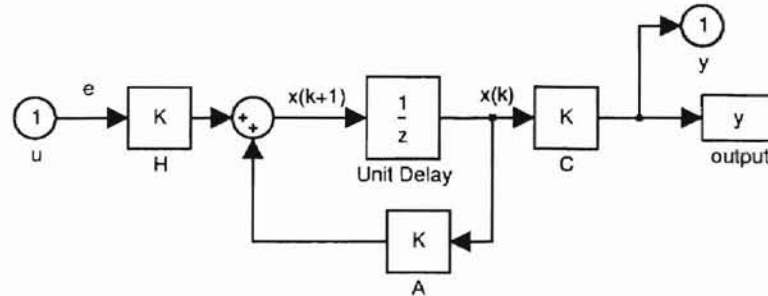 1
y
e
x(k+1)
1
z
x(k)
1
K
+
+
K
y
u
H
Unit Delay
C
output
K
A